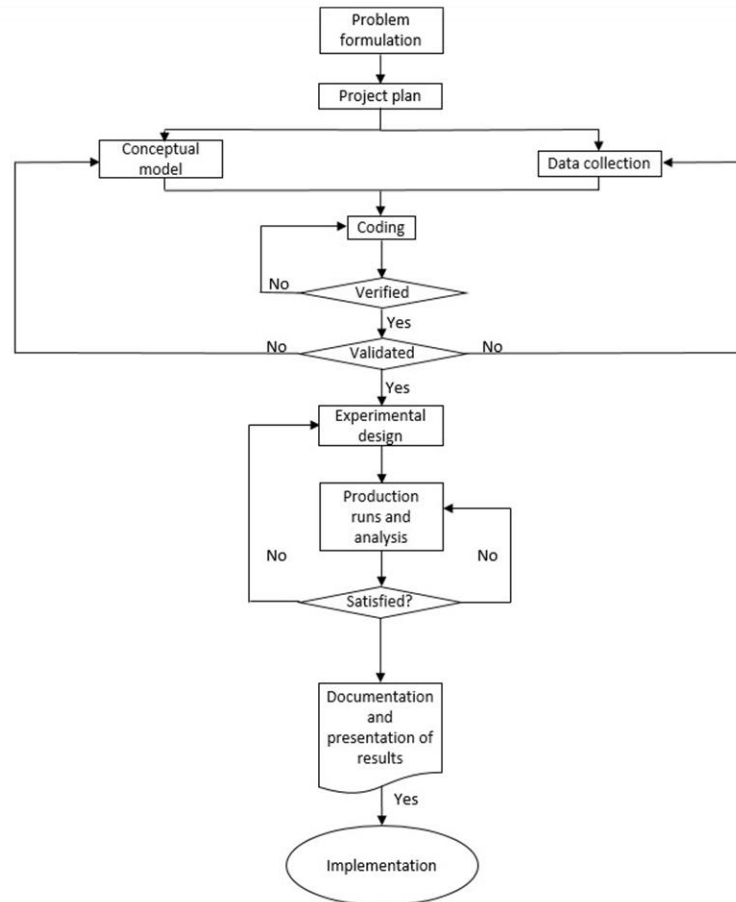 Problem
formulation
Project plan
Conceptual
model
Data collection
Coding
No
Verified
Yes
No
Validated
No
Yes
Experimental
design
Production
runs and
analysis
No
No
Satisfied?
Documentation
and
presentation of
results
Yes
Implementation